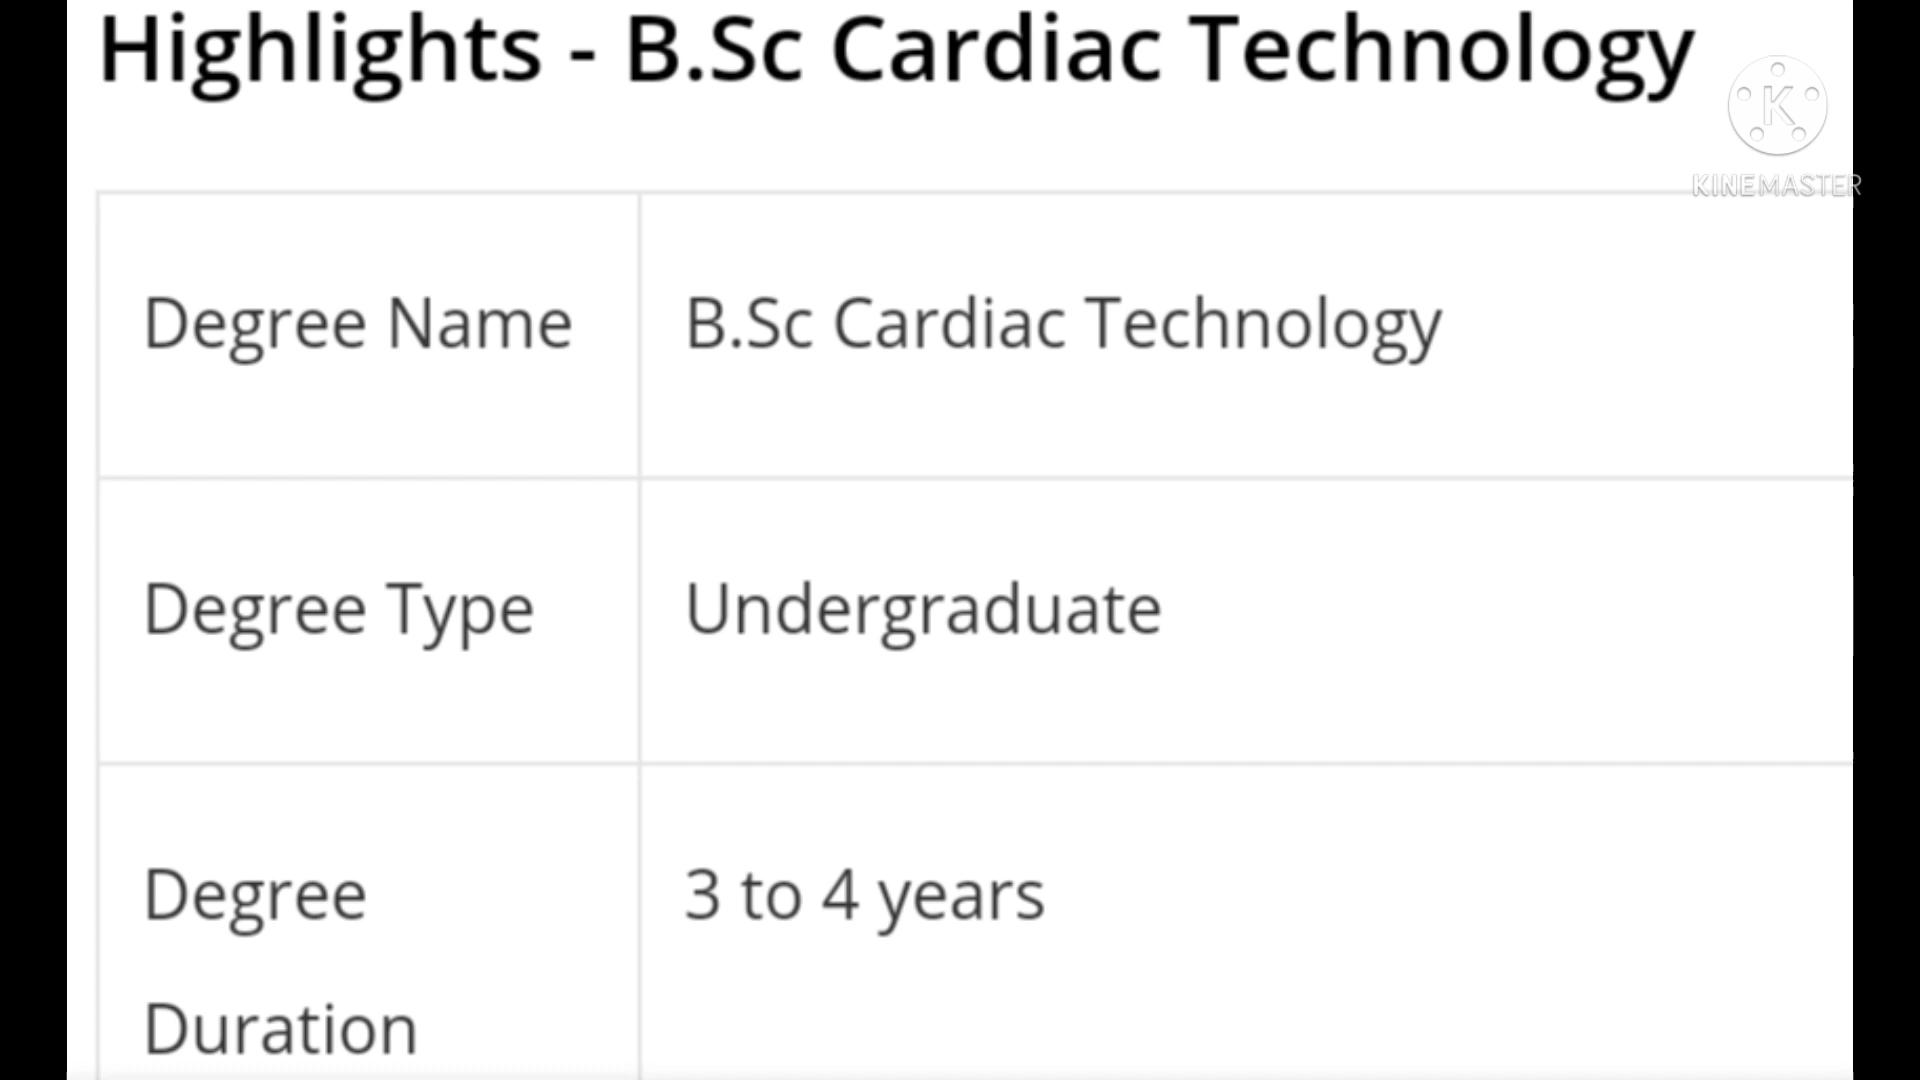 Highlights - B.Sc Cardiac Technology
K
KINEMASTER
Degree Name B.Sc Cardiac Technology
Degree Type Undergraduate
Degree 3 to 4 years
Duration